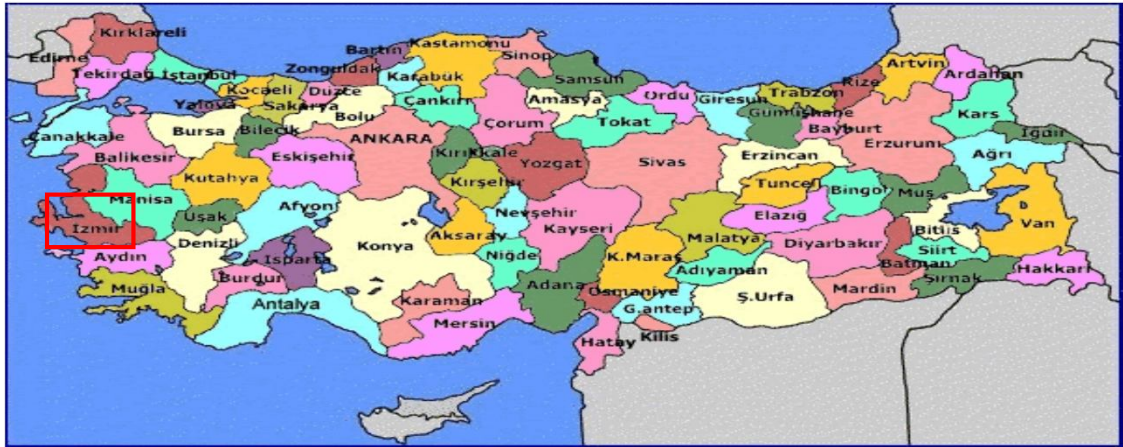 Kırklareli
Edirne
Tekirdağ
İstanbul
Kocaeli
Yalova
Sakarya
Düzce
Zonguldak
Bartın
Karabük
Kastamonu
Sinop
Samsun
Ordu
Giresun
Trabzon
Rize
Artvin
Ardahan
Çanakkale
Bursa
Bilecik
Bolu
Çankırı
Çorum
Amasya
Tokat
Gümüşhane
Bayburt
Erzurum
Kars
Iğdır
Balıkesir
Kutahya
Eskişehir
ANKARA
Kırıkkale
Yozgat
Sivas
Erzincan
Ağrı
Manisa
Uşak
Afyon
Kırşehir
Nevşehir
Kayseri
Tuncel
Bingöl
Muş
Van
İzmir
Denizli
Isparta
Konya
Aksaray
Niğde
Malatya
Elazığ
Diyarbakır
Bitlis
Siirt
Batman
Aydın
Burdur
Karaman
Adana
K.Maraş
Adıyaman
Şırnak
Hakkari
Muğla
Antalya
Mersin
Osmaniye
G.antep
Ş.Urfa
Mardin
Hatay
Kilis